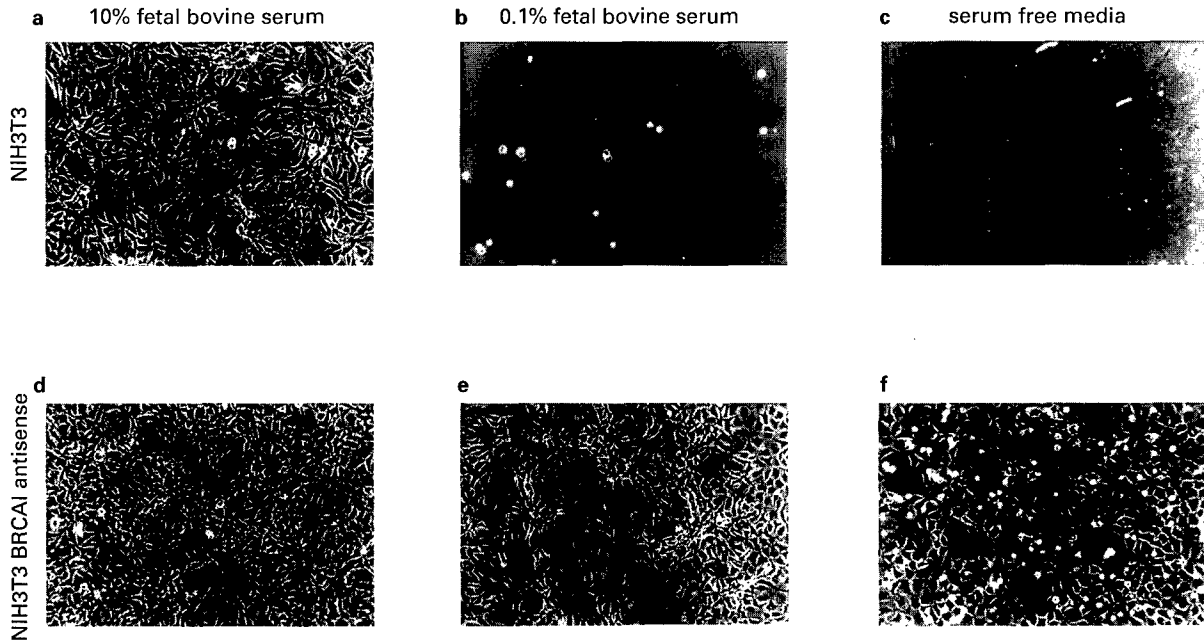 a 10% fetal bovine serum
b 0.1% fetal bovine serum
c serum free media
NIH3T3
d
e
f
NIH3T3 BRCAI antisense